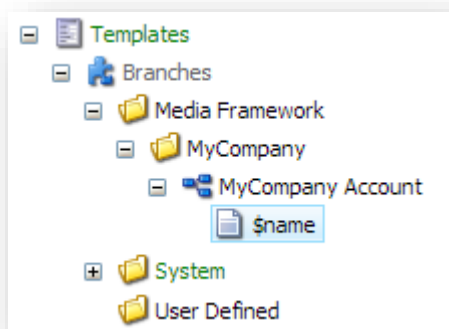 Templates
Branches
Media Framework
MyCompany
MyCompany Account
$name
System
User Defined